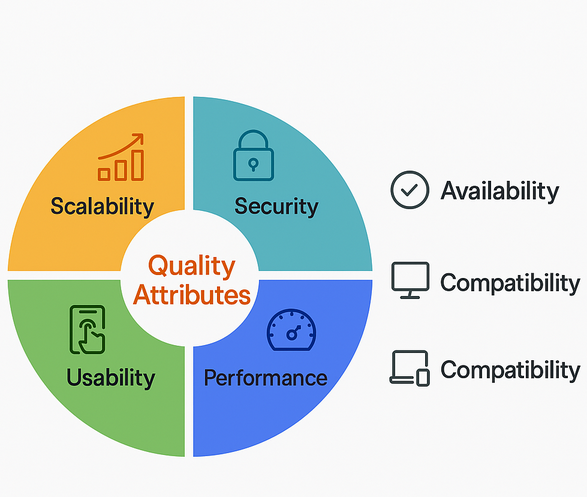 Scalability
Security
Quality
Attributes
Usability
Performance
Availability
Compatibility
Compatibility